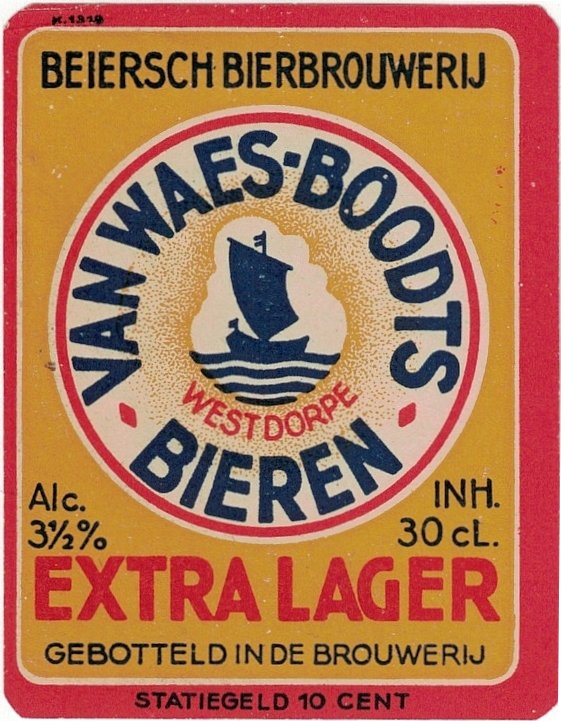 K.1319
BEIERSCH BIERBROUWERIJ
VAN WAES-BOODTS
WESTDORPE
BIEREN
Alc.
3½%
INH.
30 cL.
EXTRA LAGER
GEBOTTELD IN DE BROUWERIJ
STATIEGELD 10 CENT